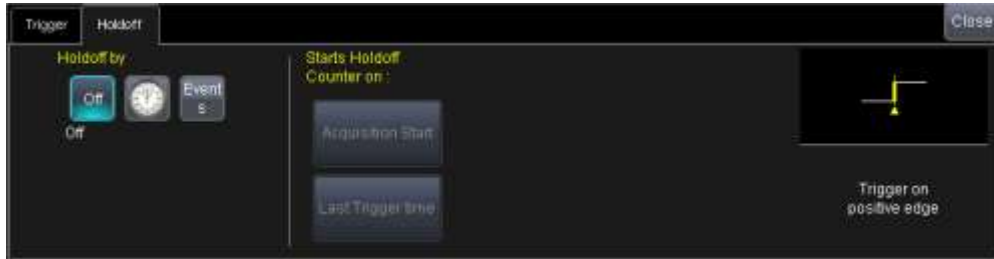 Trigger
Holdoff
Close
Holdoff by
Off
Event
s
Off
Starts Holdoff
Counter on :
Acquisition Start
Last Trigger time
Trigger on
positive edge